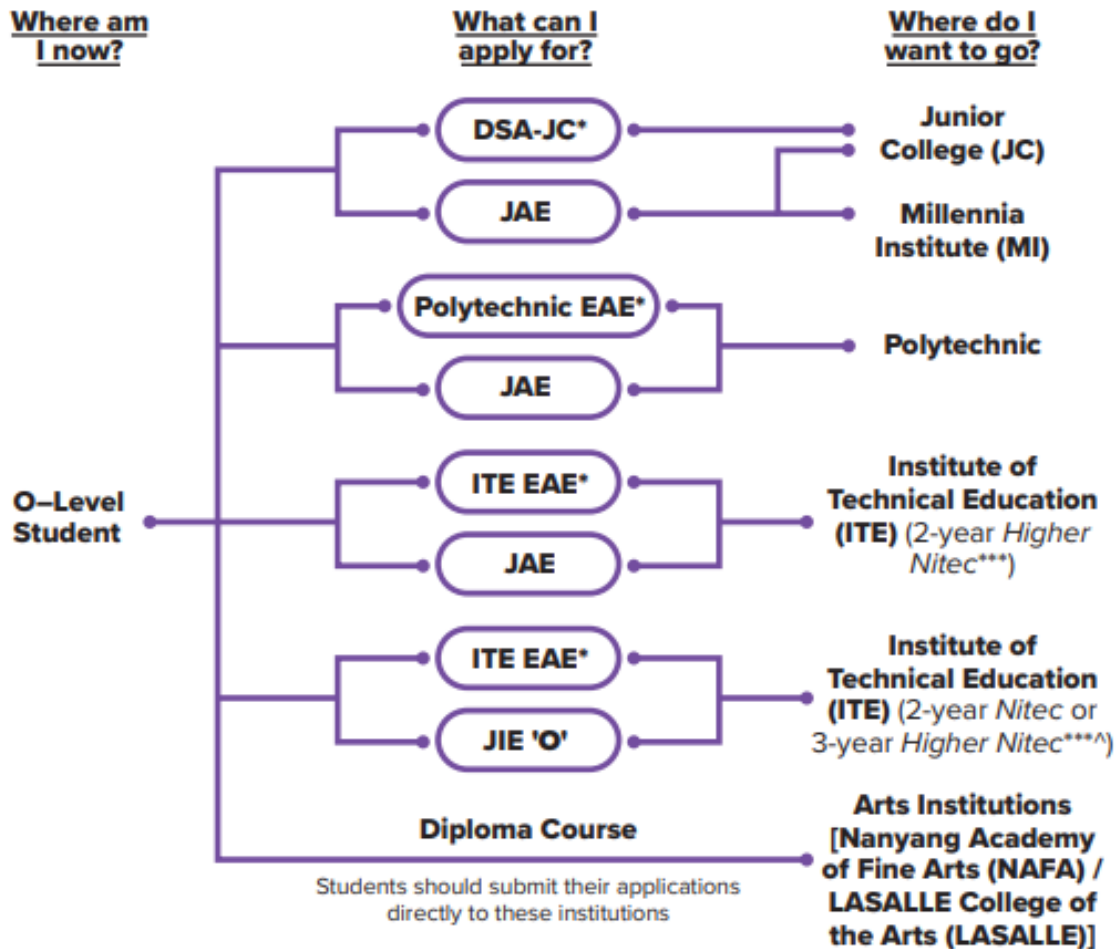 Where am
I now?
What can I
apply for?
Where do I
want to go?
DSA-JC*
Junior
College (JC)
JAE
Millennia
Institute (MI)
Polytechnic EAE*
Polytechnic
JAE
O–Level
Student
ITE EAE*
JAE
Institute of
Technical Education
(ITE) (2-year Higher
Nitec***)
ITE EAE*
JIE 'O'
Institute of
Technical Education
(ITE) (2-year Nitec or
3-year Higher Nitec***^)
Diploma Course
Students should submit their applications
directly to these institutions
Arts Institutions
[Nanyang Academy
of Fine Arts (NAFA) /
LASALLE College of
the Arts (LASALLE)]